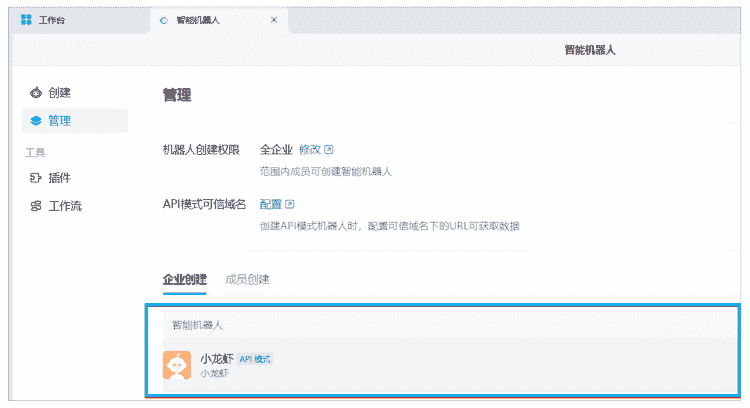 工作台
智能机器人
智能机器人
创建
管理
工具
插件
工作流
管理
机器人创建权限 全企业 修改
范围内成员可创建智能机器人
API模式可信域名 配置
创建API模式机器人时，配置可信域名下的URL可获取数据
企业创建 成员创建
智能机器人
小龙虾 API 模式
小龙虾